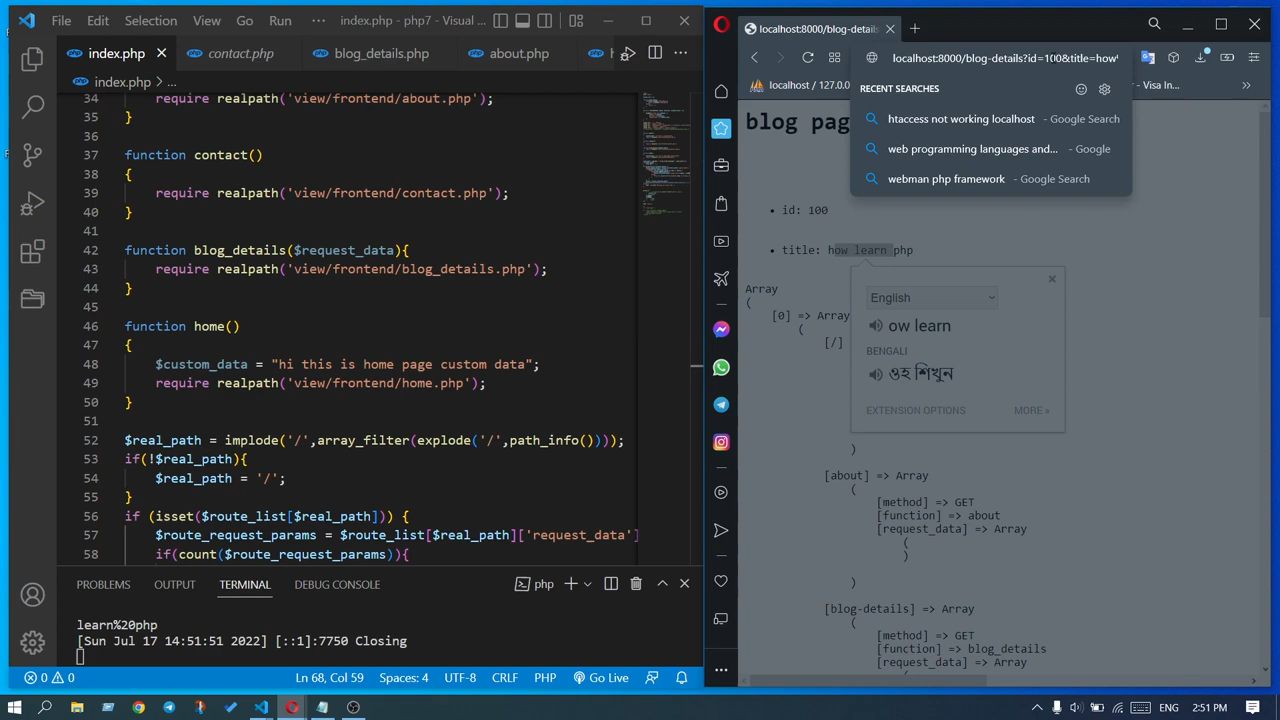 File
Edit
Selection
View
Go
Run
···
index.php - php7 - Visual ...
index.php
contact.php
blog_details.php
about.php
index.php > ...
34
35
36
37
38
39
40
41
42
43
44
45
46
47
48
49
50
51
52
53
54
55
56
57
58
require realpath('view/frontend/about.php');
}
function contact()
{
require realpath('view/frontend/contact.php');
}
function blog_details($request_data){
require realpath('view/frontend/blog_details.php');
}
function home()
{
$custom_data = "hi this is home page custom data";
require realpath('view/frontend/home.php');
}
$real_path = implode('/',array_filter(explode('/',path_info())));
if(!$real_path){
$real_path = '/';
}
if (isset($route_list[$real_path])) {
$route_request_params = $route_list[$real_path]['request_data']
if(count($route_request_params)){
PROBLEMS
OUTPUT
TERMINAL
DEBUG CONSOLE
php
learn%20php
[Sun Jul 17 14:51:51 2022] [::1]:7750 Closing
0
0
Ln 68, Col 59
Spaces: 4
UTF-8
CRLF
PHP
Go Live
localhost:8000/blog-details
localhost:8000/blog-details?id=100&title=how
localhost / 127.0.0
- Visa In...
RECENT SEARCHES
htaccess not working localhost - Google Search
web programming languages and... - Google
webman php framework - Google Search
blog pag
• id: 100
• title: how learn php
English
ow learn
BENGALI
ওহ শিখুন
EXTENSION OPTIONS
MORE »
Array
(
[0] => Array
(
[/]
)
[about] => Array
(
[method] => GET
[function] => about
[request_data] => Array
(
)
)
[blog-details] => Array
(
[method] => GET
[function] => blog_details
[request_data] => Array
ENG
2:51 PM